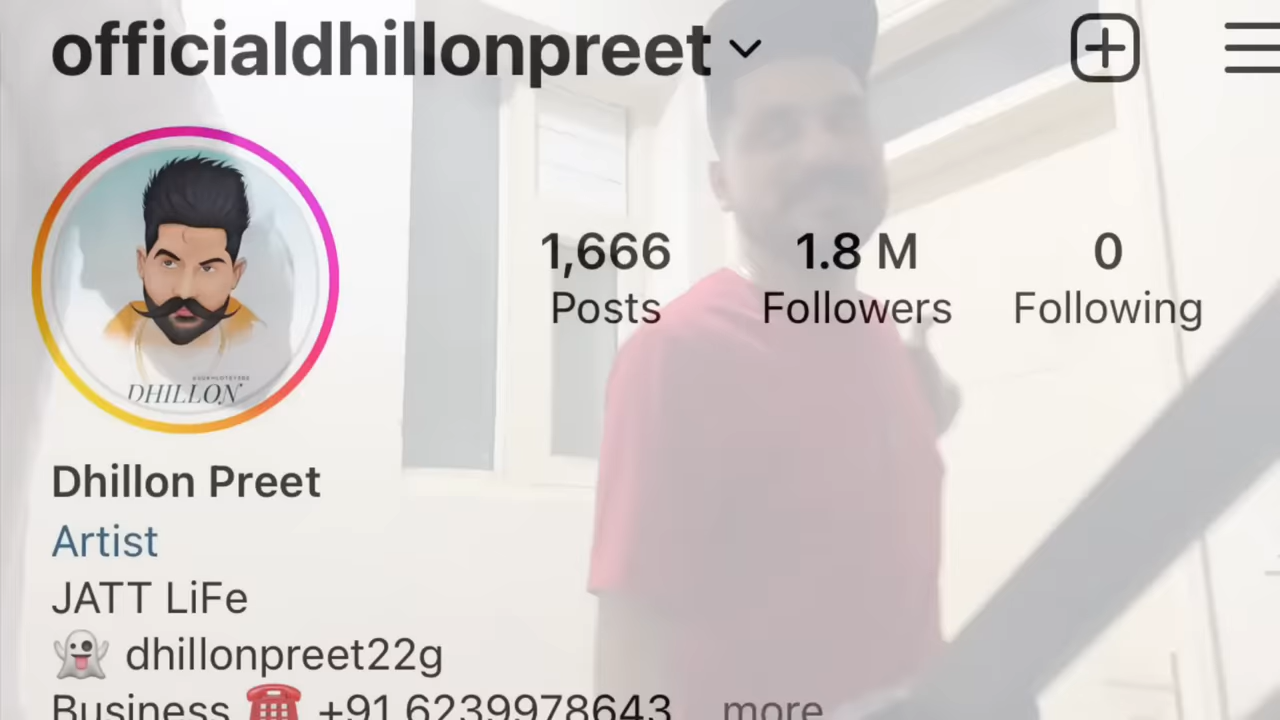 officialdhillonpreet
DHILLON
1,666
Posts
1.8 M
Followers
0
Following
Dhillon Preet
Artist
JATT LiFe
👻 dhillonpreet22g
Business ☎️ +91 6239978643 more